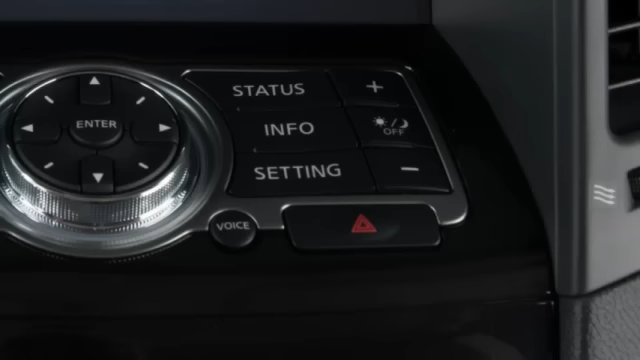 STATUS
+
ENTER
INFO
OFF
SETTING
−
VOICE